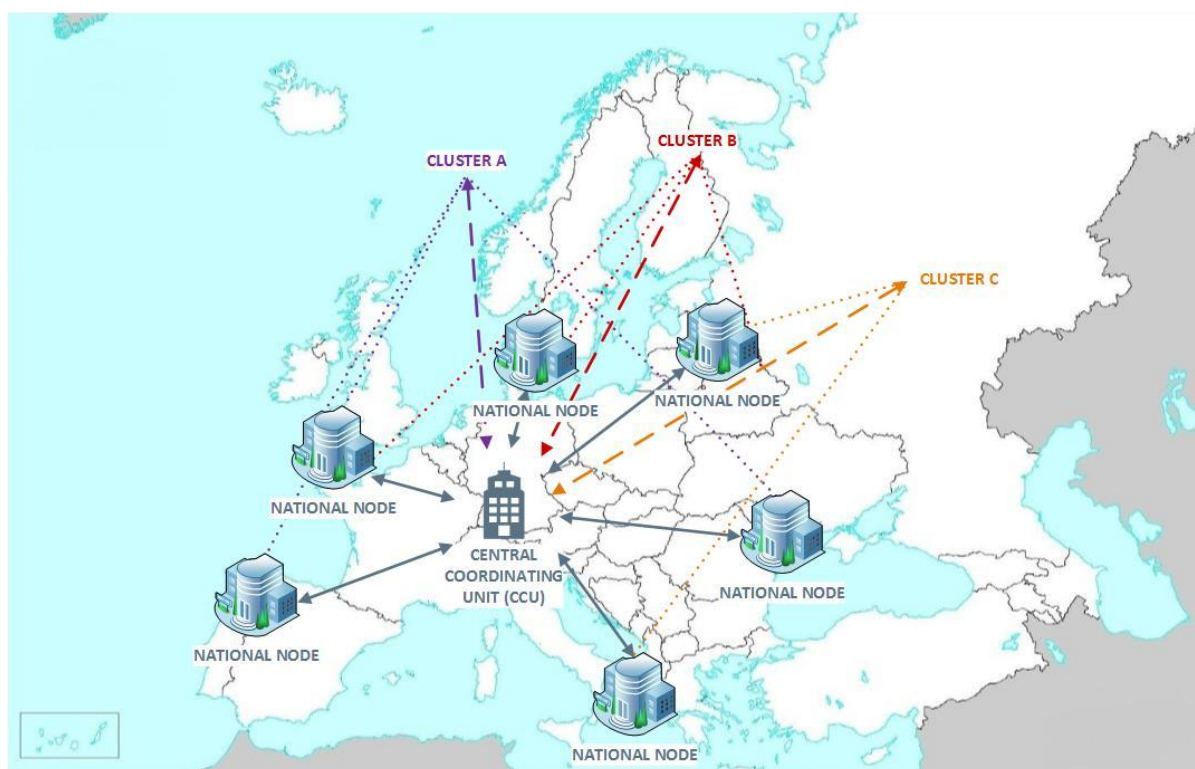 CLUSTER B
CLUSTER A
CLUSTER C
NATIONAL NODE
NATIONAL NODE
NATIONAL NODE
CENTRAL
COORDINATING
UNIT (CCU)
NATIONAL NODE
NATIONAL NODE
NATIONAL NODE